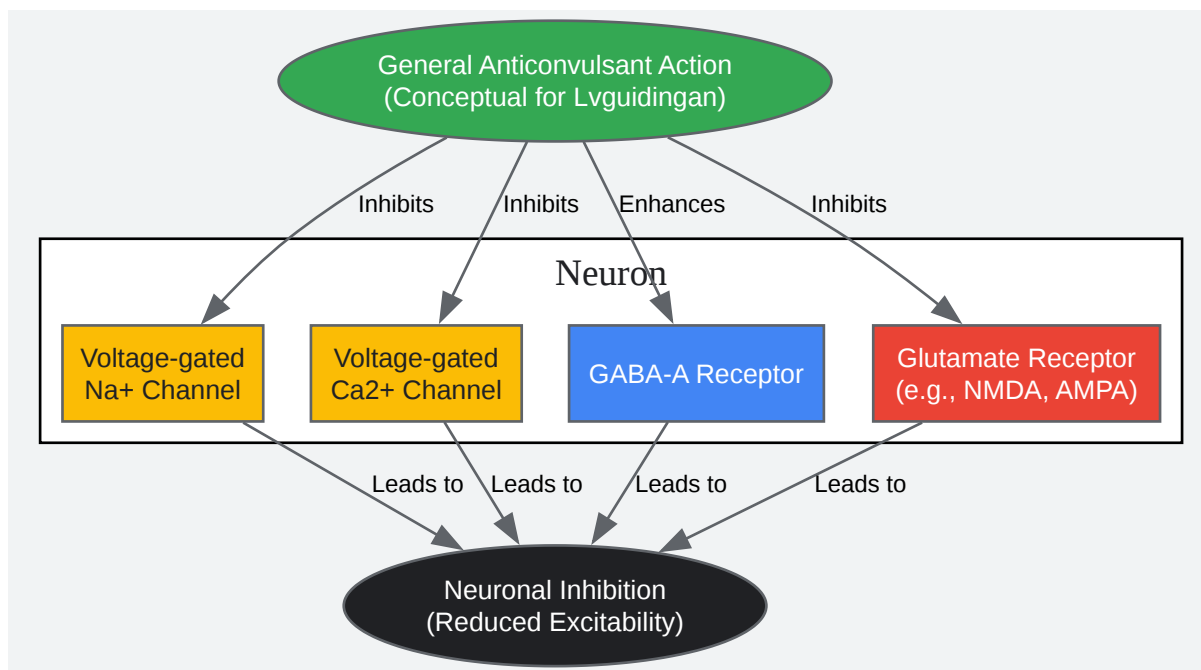 General Anticonvulsant Action
(Conceptual for Lvguidingan)
Inhibits
Inhibits
Enhances
Inhibits
Neuron
Voltage-gated
Na+ Channel
Voltage-gated
Ca2+ Channel
GABA-A Receptor
Glutamate Receptor
(e.g., NMDA, AMPA)
Leads to
Leads to
Leads to
Leads to
Neuronal Inhibition
(Reduced Excitability)